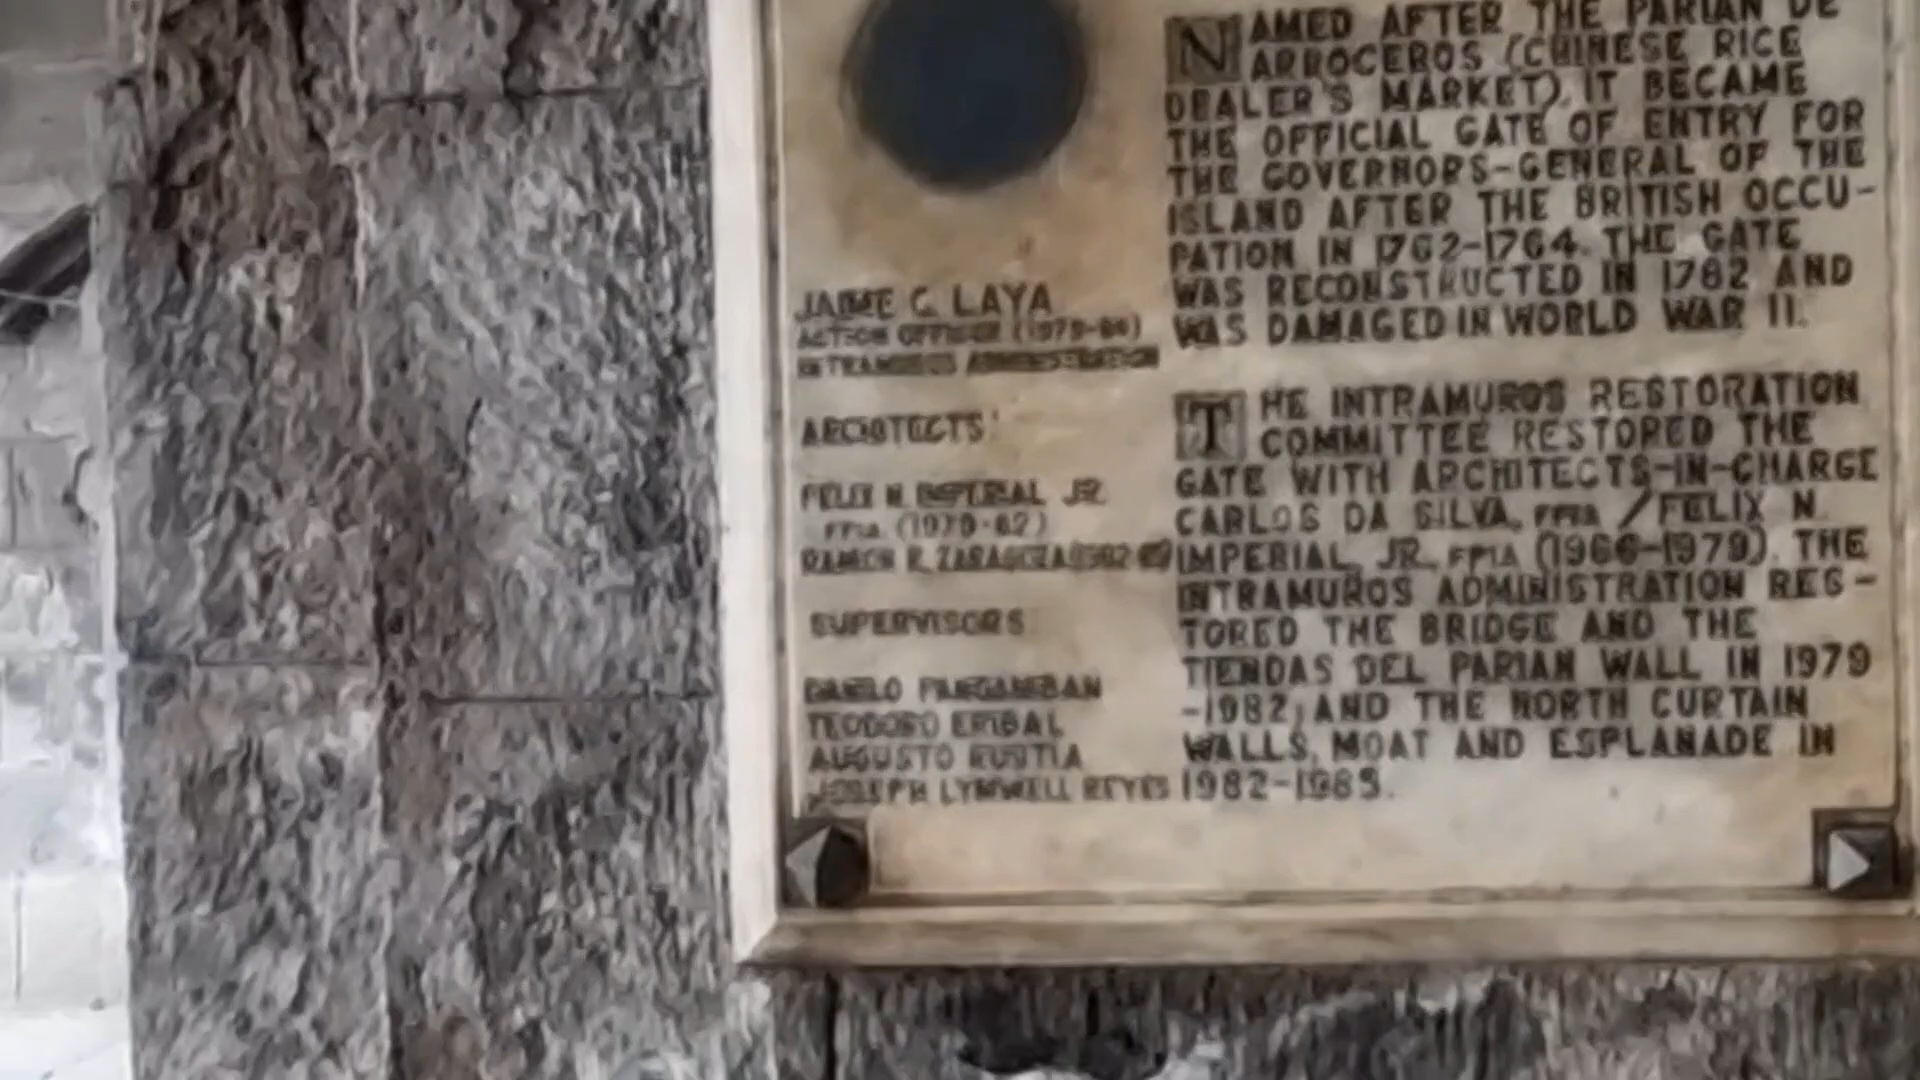 JAIME C. LAYA
ACTION OFFICER (1979-86)
INTRAMUROS ADMINISTRATION
ARCHITECTS:
FELIX N. IMPERIAL JR.
FPIA (1979-82)
RAMON R. ZARAGOZA
SUPERVISORS
DANILO PANGANIBAN
TEODORO ERIBAL
AUGUSTO RUSTIA
JOSEPH LYNWELL REYES
NAMED AFTER THE PARIAN DE
ARROCEROS (CHINESE RICE
DEALER'S MARKET), IT BECAME
THE OFFICIAL GATE OF ENTRY FOR
THE GOVERNORS-GENERAL OF THE
ISLAND AFTER THE BRITISH OCCU-
PATION IN 1762-1764. THE GATE
WAS RECONSTRUCTED IN 1782 AND
WAS DAMAGED IN WORLD WAR II.
THE INTRAMUROS RESTORATION
COMMITTEE RESTORED THE
GATE WITH ARCHITECTS-IN-CHARGE
CARLOS DA SILVA, FPIA / FELIX N.
IMPERIAL, JR., FPIA (1966-1979). THE
INTRAMUROS ADMINISTRATION RES-
TORED THE BRIDGE AND THE
TIENDAS DEL PARIAN WALL IN 1979
-1982, AND THE NORTH CURTAIN
WALLS, MOAT AND ESPLANADE IN
1982-1985.